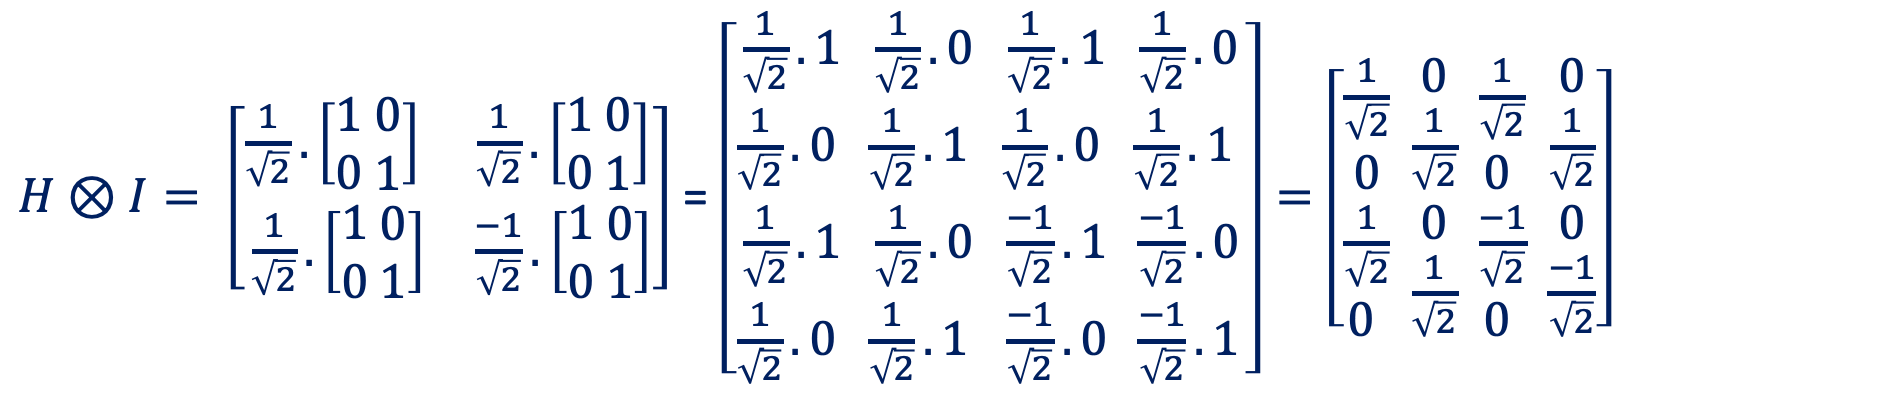 H ⊗ I = [ 1/√2 . [1 0; 0 1] 1/√2 . [1 0; 0 1]; 1/√2 . [1 0; 0 1] -1/√2 . [1 0; 0 1] ] = [ 1/√2 . 1 1/√2 . 0 1/√2 . 1 1/√2 . 0; 1/√2 . 0 1/√2 . 1 1/√2 . 0 1/√2 . 1; 1/√2 . 1 1/√2 . 0 -1/√2 . 1 -1/√2 . 0; 1/√2 . 0 1/√2 . 1 -1/√2 . 0 -1/√2 . 1 ] = [ 1/√2 0 1/√2 0; 0 1/√2 0 1/√2; 1/√2 0 -1/√2 0; 0 1/√2 0 -1/√2 ]